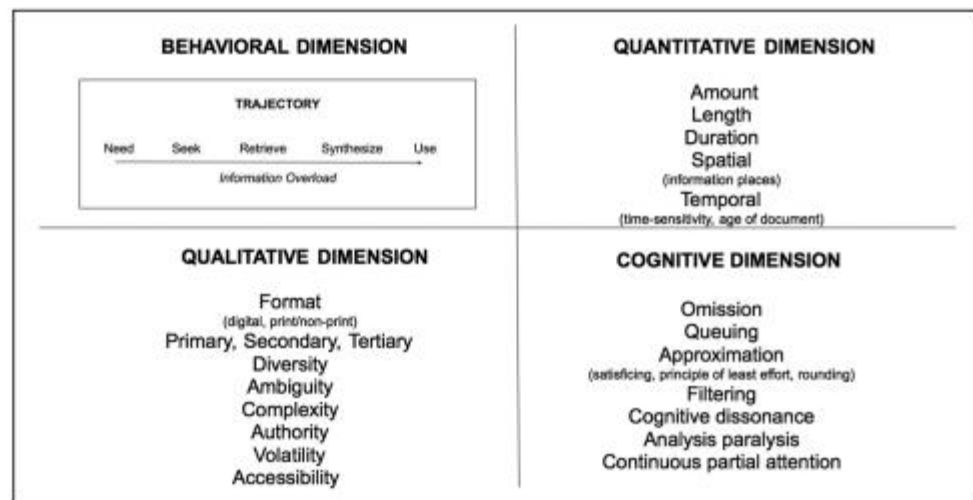 BEHAVIORAL DIMENSION
TRAJECTORY
Need Seek Retrieve Synthesize Use
Information Overload
QUANTITATIVE DIMENSION
Amount
Length
Duration
Spatial
(information places)
Temporal
(time-sensitivity, age of document)
QUALITATIVE DIMENSION
Format
(digital, print/non-print)
Primary, Secondary, Tertiary
Diversity
Ambiguity
Complexity
Authority
Volatility
Accessibility
COGNITIVE DIMENSION
Omission
Queuing
Approximation
(satisficing, principle of least effort, rounding)
Filtering
Cognitive dissonance
Analysis paralysis
Continuous partial attention